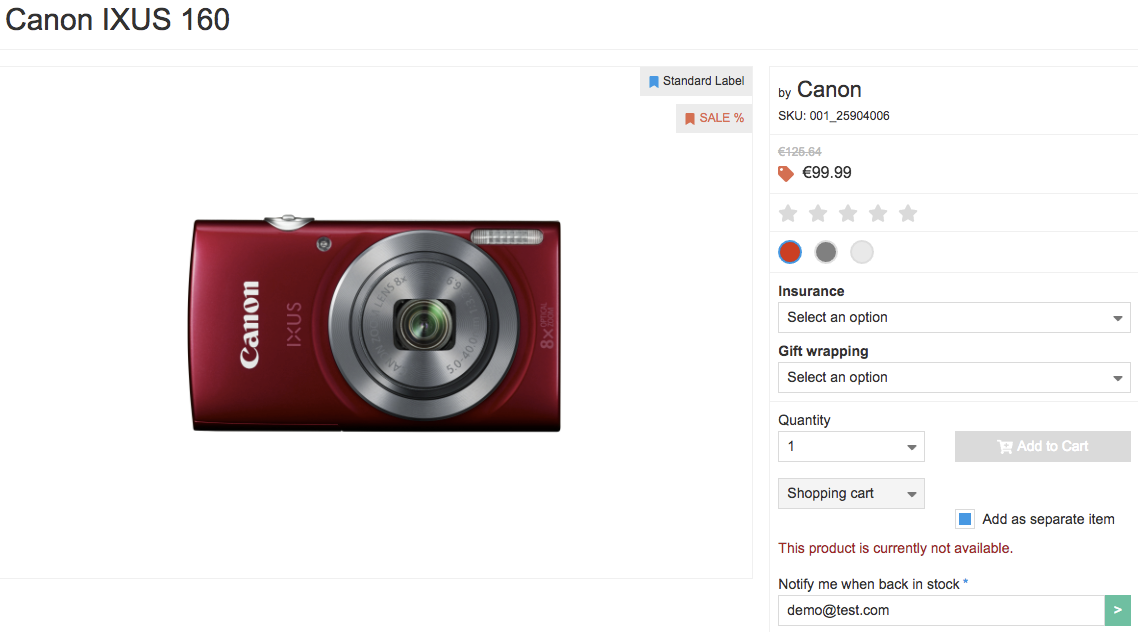 Canon IXUS 160
Standard Label
SALE %
Canon
IXUS
8x OPTICAL ZOOM
by Canon
SKU: 001_25904006
€125.64
€99.99
Insurance
Select an option
Gift wrapping
Select an option
Quantity
1
Add to Cart
Shopping cart
Add as separate item
This product is currently not available.
Notify me when back in stock *
demo@test.com
>